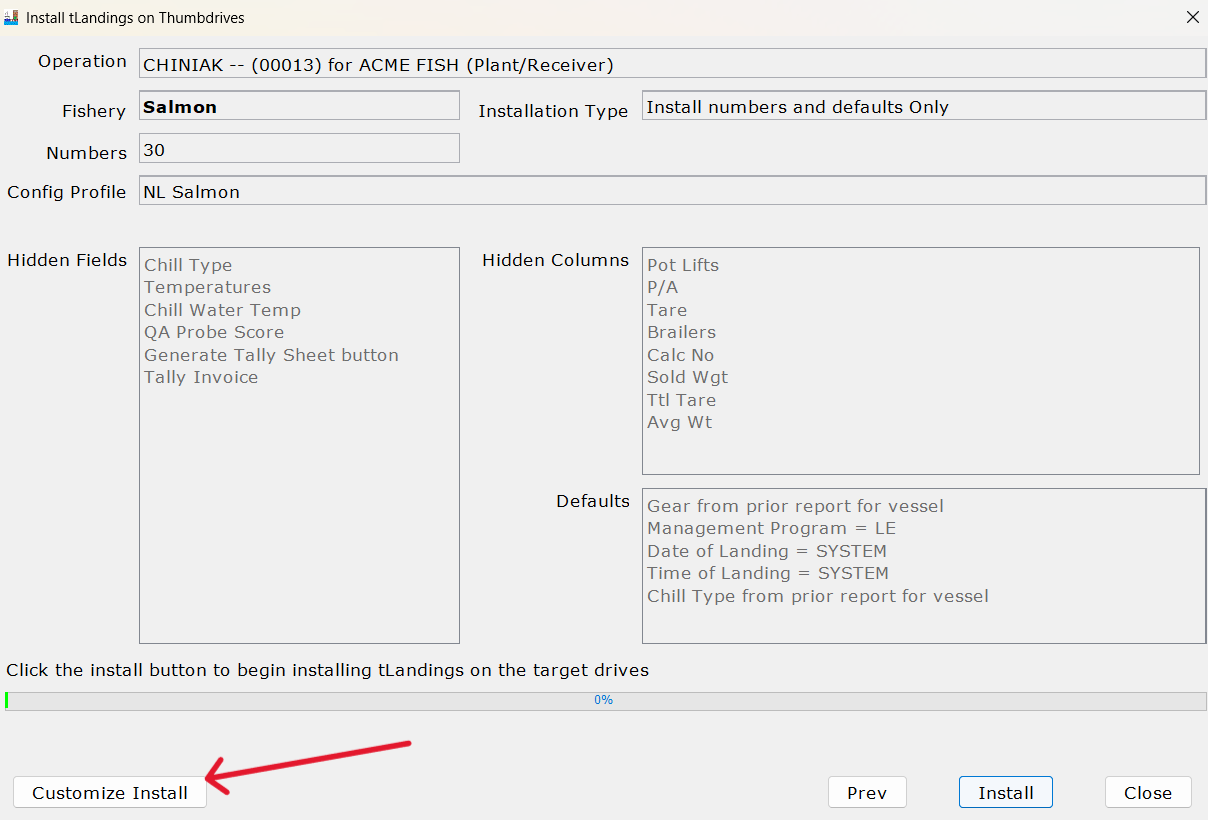 Install tLandings on Thumbdrives
Operation
CHINIAK -- (00013) for ACME FISH (Plant/Receiver)
Fishery
Salmon
Installation Type
Install numbers and defaults Only
Numbers
30
Config Profile
NL Salmon
Hidden Fields
Chill Type
Temperatures
Chill Water Temp
QA Probe Score
Generate Tally Sheet button
Tally Invoice
Hidden Columns
Pot Lifts
P/A
Tare
Brailers
Calc No
Sold Wgt
Ttl Tare
Avg Wt
Defaults
Gear from prior report for vessel
Management Program = LE
Date of Landing = SYSTEM
Time of Landing = SYSTEM
Chill Type from prior report for vessel
Click the install button to begin installing tLandings on the target drives
0%
Customize Install
Prev
Install
Close